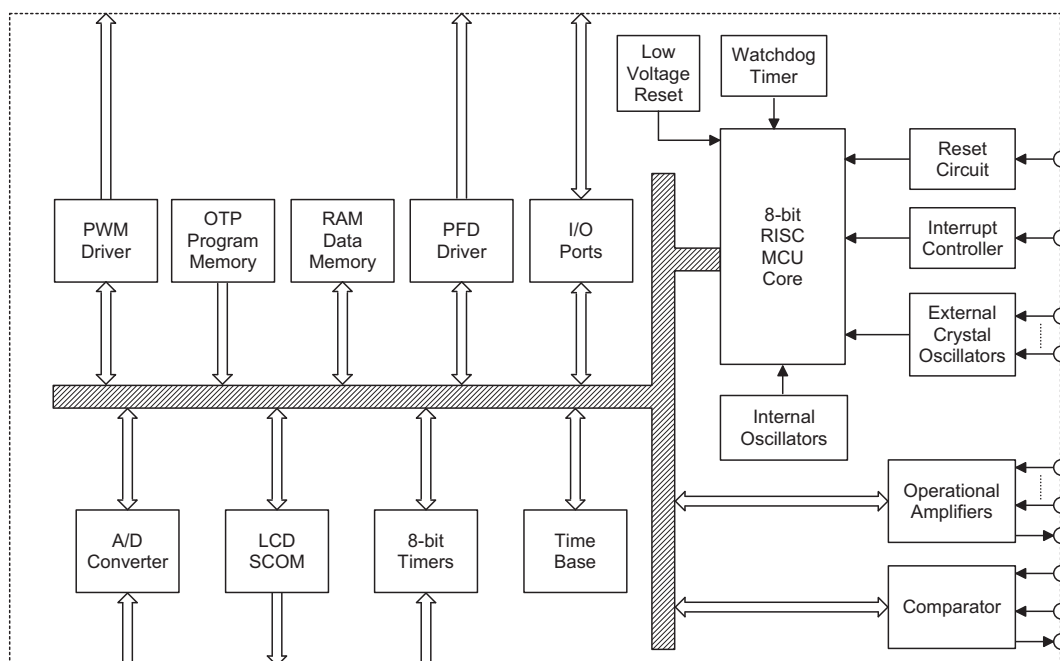 Low
Voltage
Reset
Watchdog
Timer
Reset
Circuit
8-bit
RISC
MCU
Core
PWM
Driver
OTP
Program
Memory
RAM
Data
Memory
PFD
Driver
I/O
Ports
Interrupt
Controller
External
Crystal
Oscillators
Internal
Oscillators
Operational
Amplifiers
A/D
Converter
LCD
SCOM
8-bit
Timers
Time
Base
Comparator